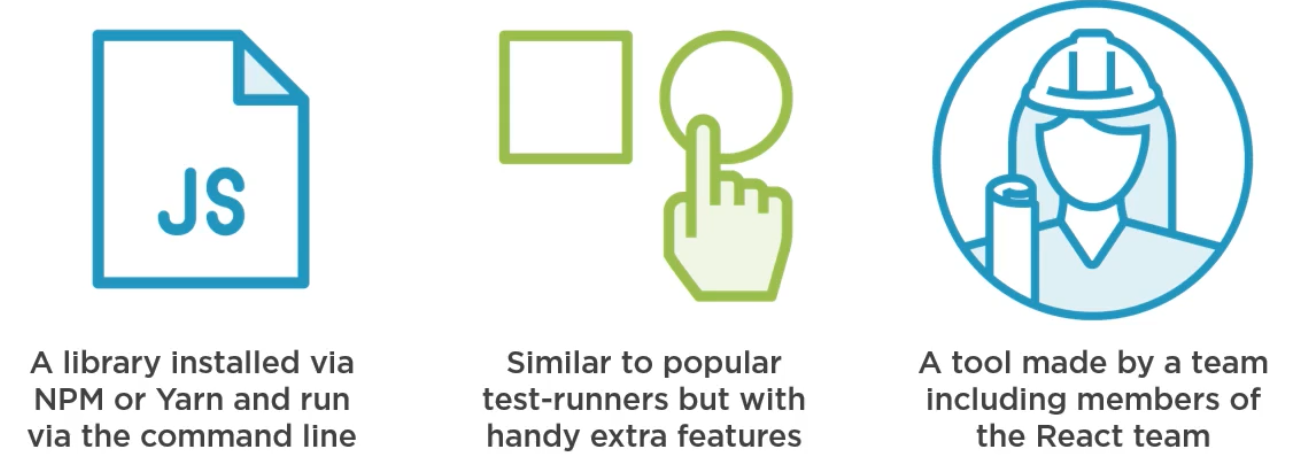 JS
A library installed via
NPM or Yarn and run
via the command line
Similar to popular
test-runners but with
handy extra features
A tool made by a team
including members of
the React team